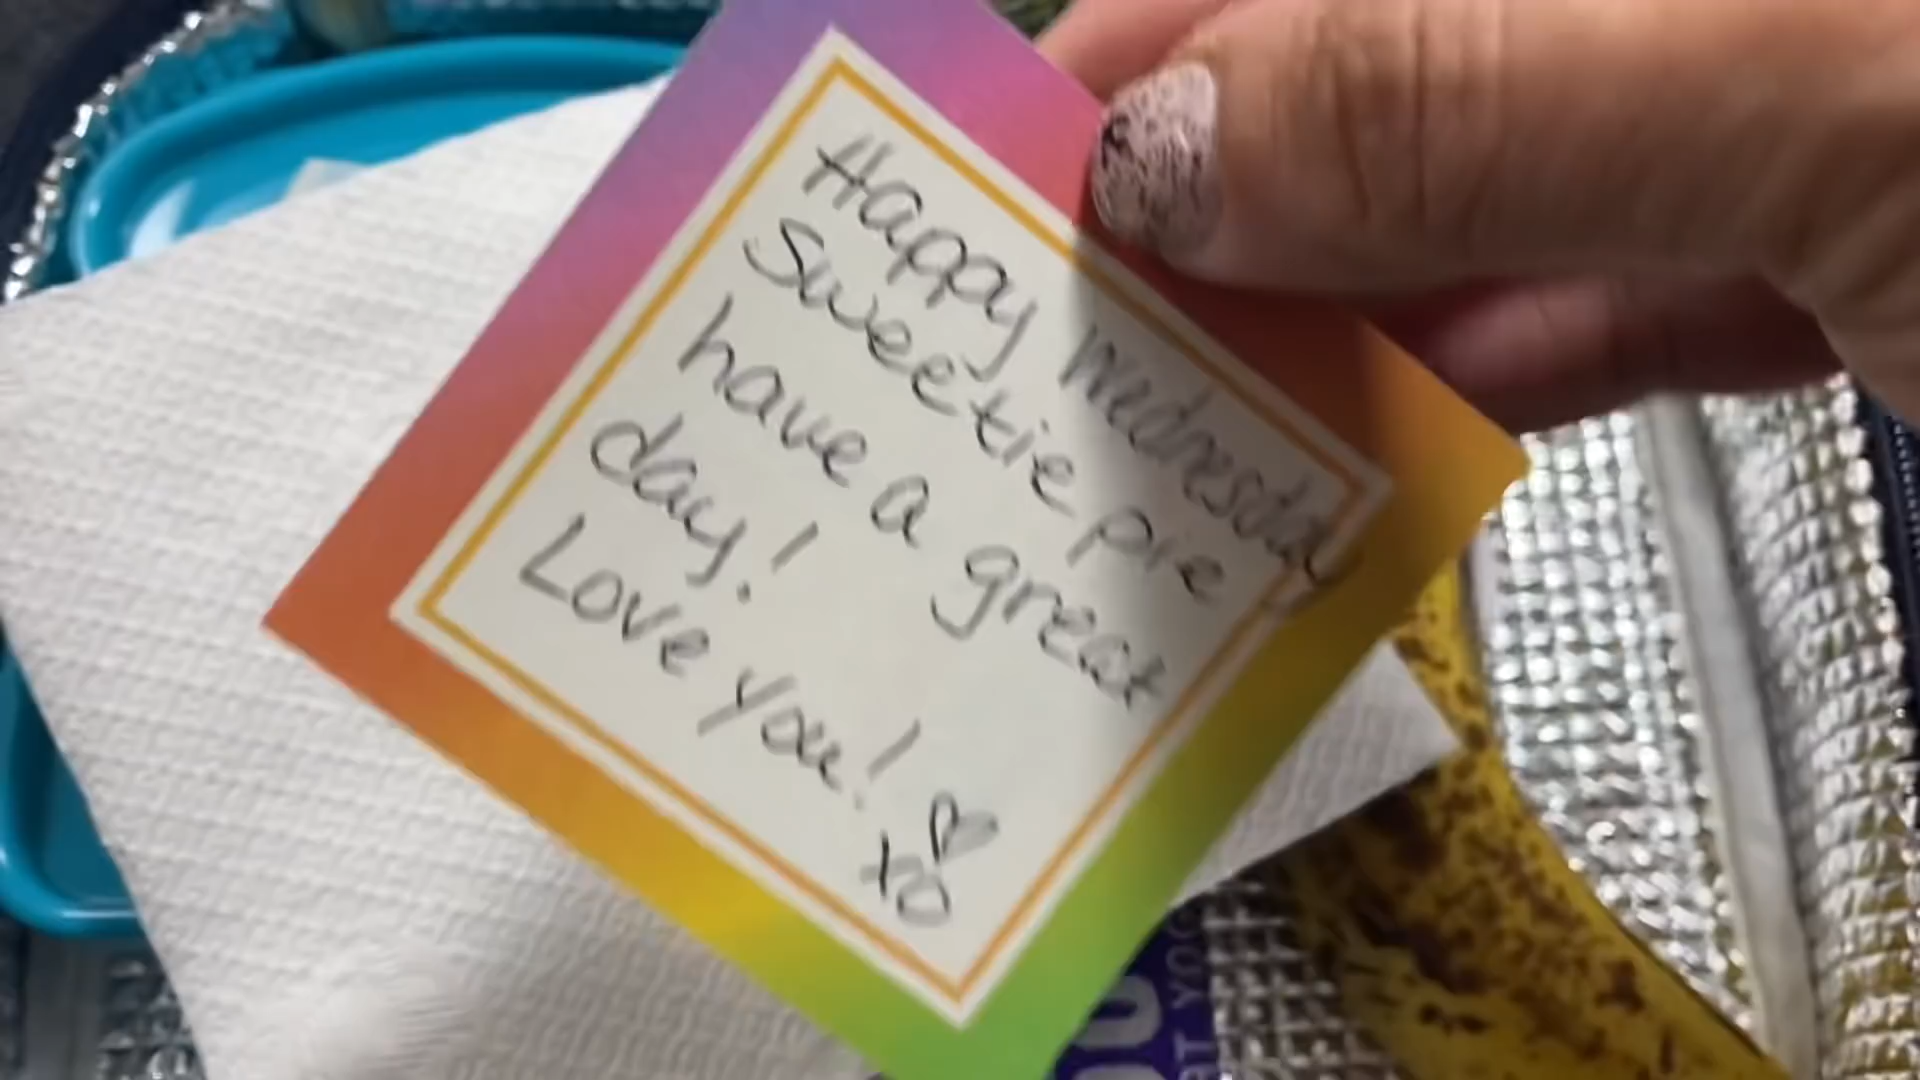 Happy Wednesday
Sweetie pie
have a great
day!
Love you!
XO